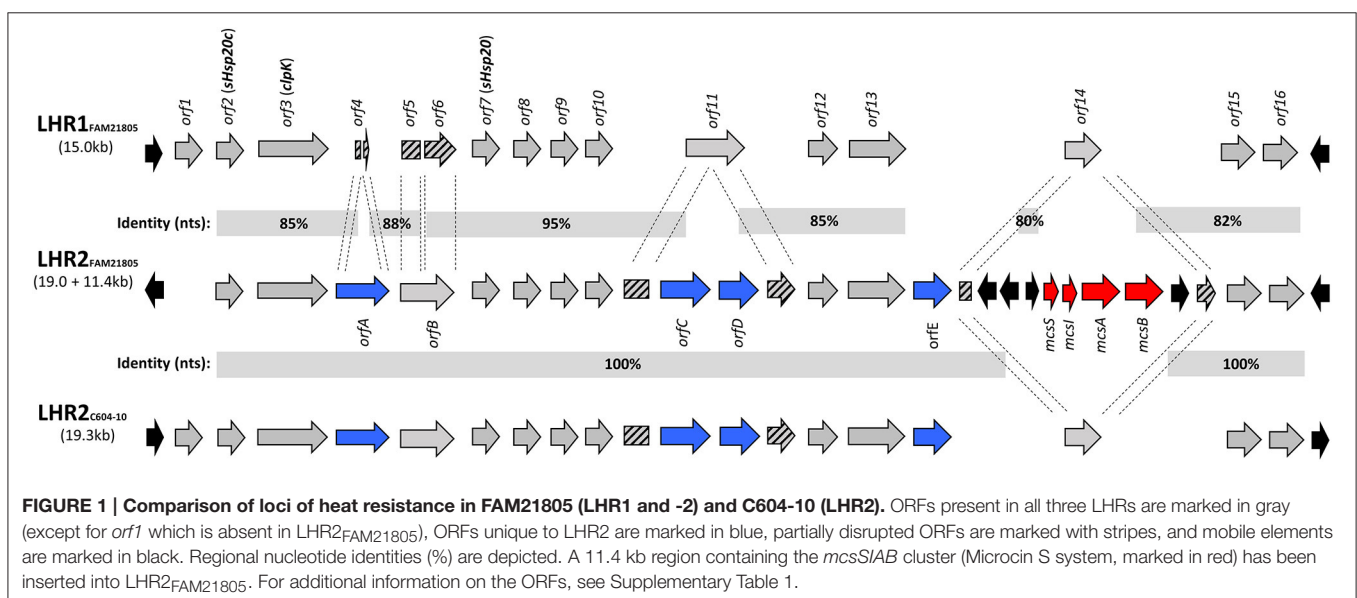 orf1 orf2 (sHsp20c) orf3 (clpK) orf4 orf5 orf6 orf7 (sHsp20) orf8 orf9 orf10 orf11 orf12 orf13 orf14 orf15 orf16
LHR1FAM21805
(15.0kb)
Identity (nts): 85% 88% 95% 85% 80% 82%
LHR2FAM21805
(19.0 + 11.4kb)
orfA orfB orfC orfD orfE mcsS mcsI mcsA mcsB
Identity (nts): 100% 100%
LHR2C604-10
(19.3kb)
FIGURE 1 | Comparison of loci of heat resistance in FAM21805 (LHR1 and -2) and C604-10 (LHR2). ORFs present in all three LHRs are marked in gray
(except for orf1 which is absent in LHR2FAM21805), ORFs unique to LHR2 are marked in blue, partially disrupted ORFs are marked with stripes, and mobile elements
are marked in black. Regional nucleotide identities (%) are depicted. A 11.4 kb region containing the mcsSIAB cluster (Microcin S system, marked in red) has been
inserted into LHR2FAM21805. For additional information on the ORFs, see Supplementary Table 1.